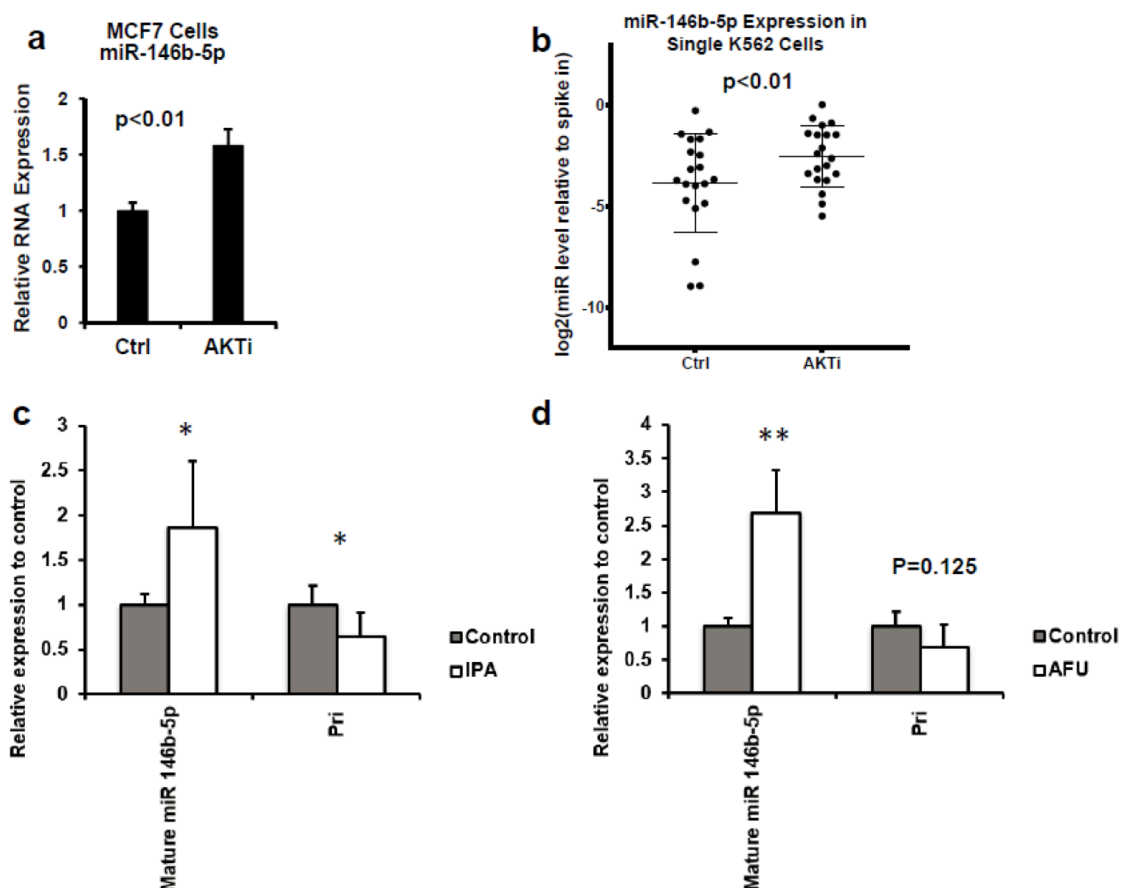 a
MCF7 Cells
miR-146b-5p
Relative RNA Expression
2
1.5
1
0.5
0
p<0.01
Ctrl
AKTi
b
miR-146b-5p Expression in
Single K562 Cells
p<0.01
log2(miR level relative to spike in)
0
-5
-10
Ctrl
AKTi
c
Relative expression to control
3
2.5
2
1.5
1
0.5
0
*
*
Mature miR 146b-5p
Pri
Control
IPA
d
Relative expression to control
4
3.5
3
2.5
2
1.5
1
0.5
0
**
P=0.125
Mature miR 146b-5p
Pri
Control
AFU